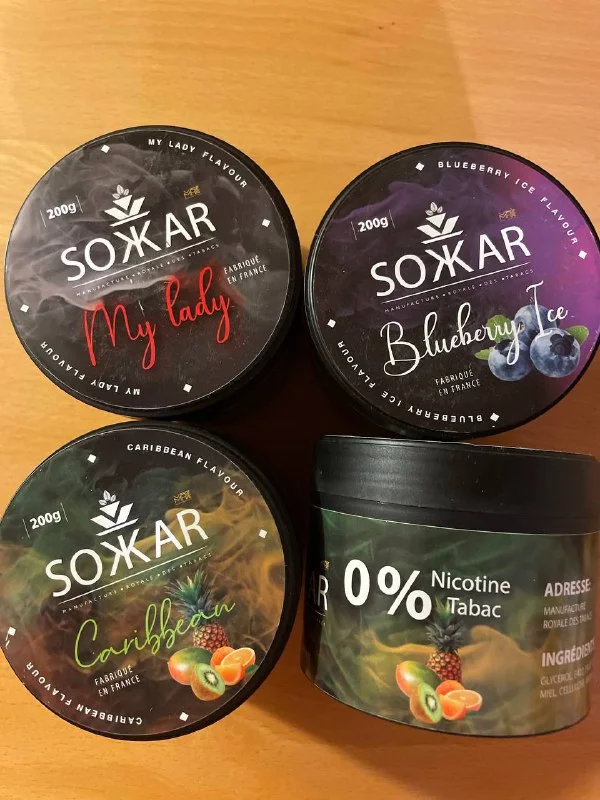 MY LADY FLAVOUR
200g
SOKKAR
MANUFACTURE • ROYALE • DES • TABACS
My lady
FABRIQUÉ
EN FRANCE
MY LADY FLAVOUR
BLUEBERRY ICE FLAVOUR
200g
SOKKAR
MANUFACTURE • ROYALE • DES • TABACS
Blueberry Ice
FABRIQUÉ
EN FRANCE
BLUEBERRY ICE FLAVOUR
CARIBBEAN FLAVOUR
200g
SOKKAR
MANUFACTURE • ROYALE • DES • TABACS
Caribbean
FABRIQUÉ
EN FRANCE
CARIBBEAN FLAVOUR
0% Nicotine
Tabac
ADRESSE:
MANUFACTURE
ROYALE DES
GLYCEROL,
MIEL,